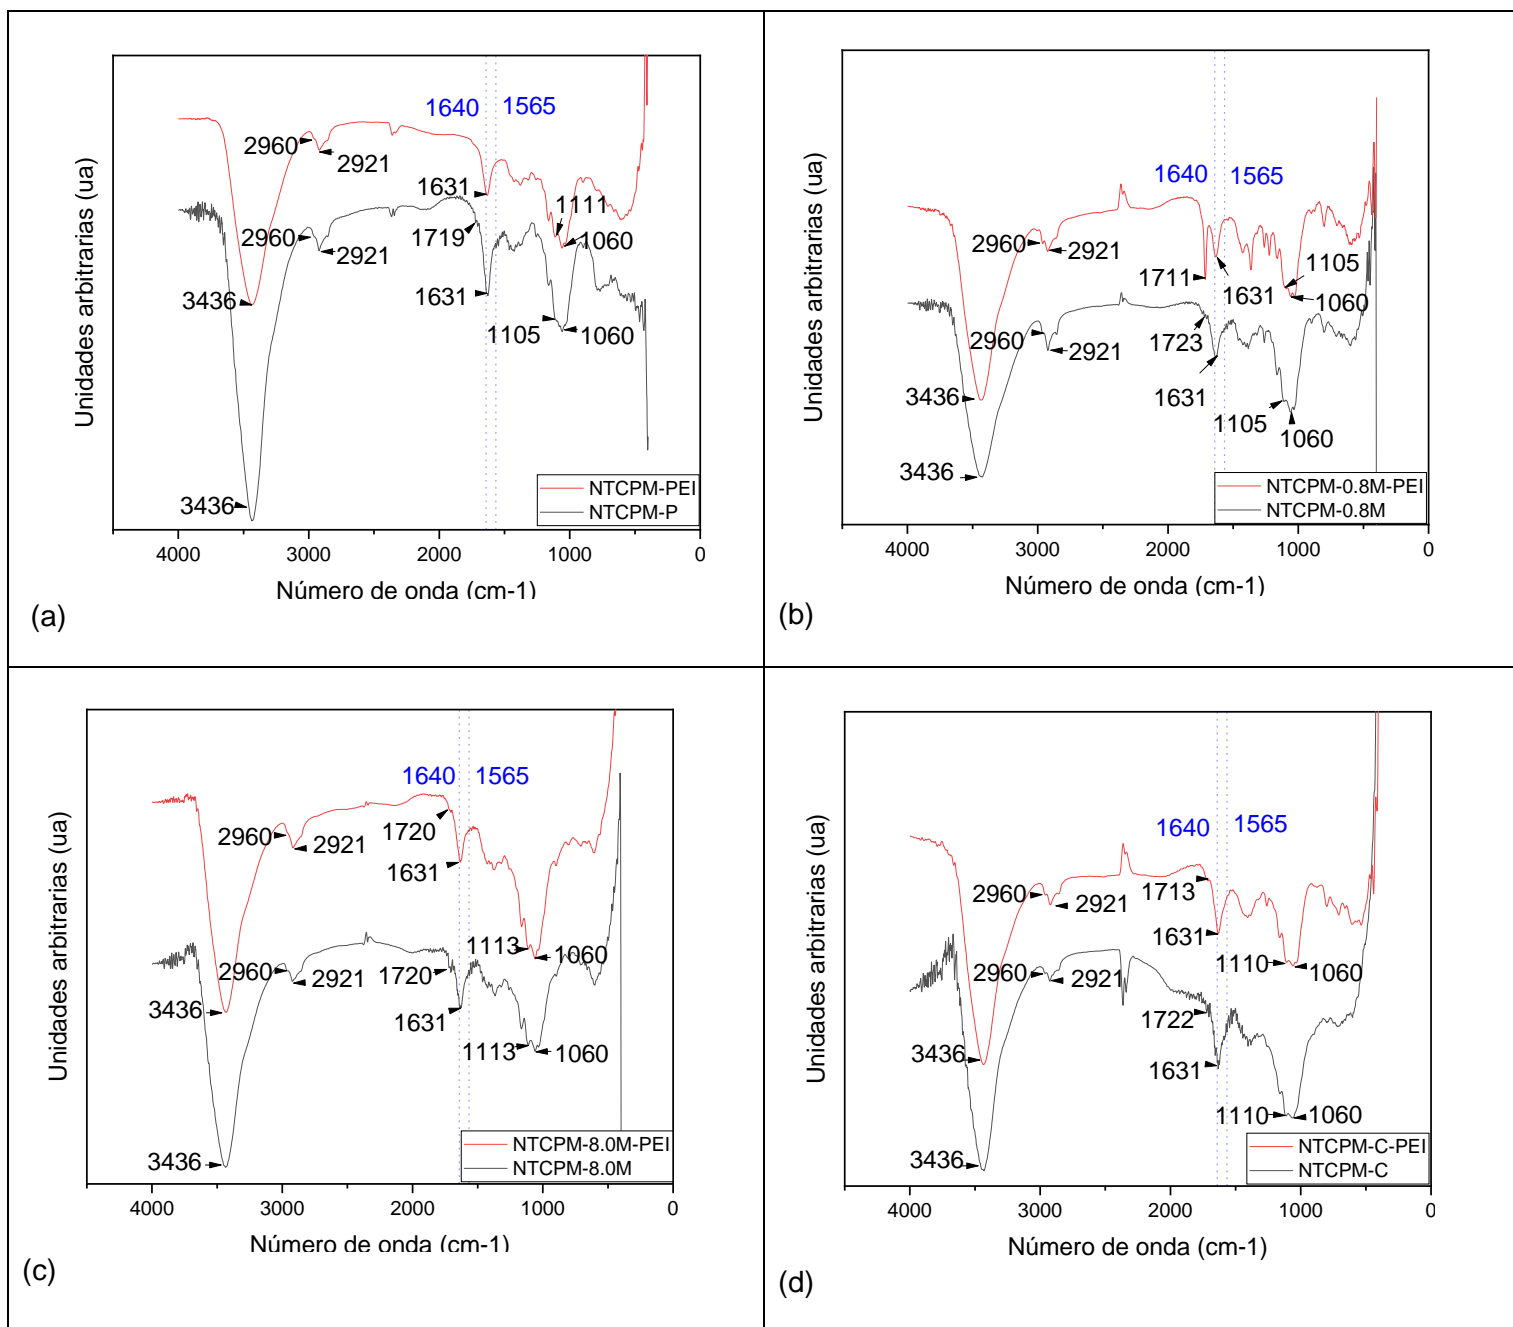 Unidades arbitrarias (ua)
1640 1565
2960
2921
1631
1111
1719
1060
2960
2921
3436
1631
1105
1060
3436
NTCPM-PEI
NTCPM-P
4000 3000 2000 1000 0
Número de onda (cm-1)
(a)
Unidades arbitrarias (ua)
1640 1565
2960
2921
1711
1631
1105
1060
2960
2921
1723
1631
3436
1105
1060
3436
NTCPM-0.8M-PEI
NTCPM-0.8M
4000 3000 2000 1000 0
Número de onda (cm-1)
(b)
Unidades arbitrarias (ua)
1640 1565
2960
2921
1720
1631
1113
1060
2960
2921
1720
3436
1631
1113
1060
3436
NTCPM-8.0M-PEI
NTCPM-8.0M
4000 3000 2000 1000 0
Número de onda (cm-1)
(c)
Unidades arbitrarias (ua)
1640 1565
2960
2921
1713
1631
1110
1060
2960
2921
1722
3436
1631
1110
1060
3436
NTCPM-C-PEI
NTCPM-C
4000 3000 2000 1000 0
Número de onda (cm-1)
(d)